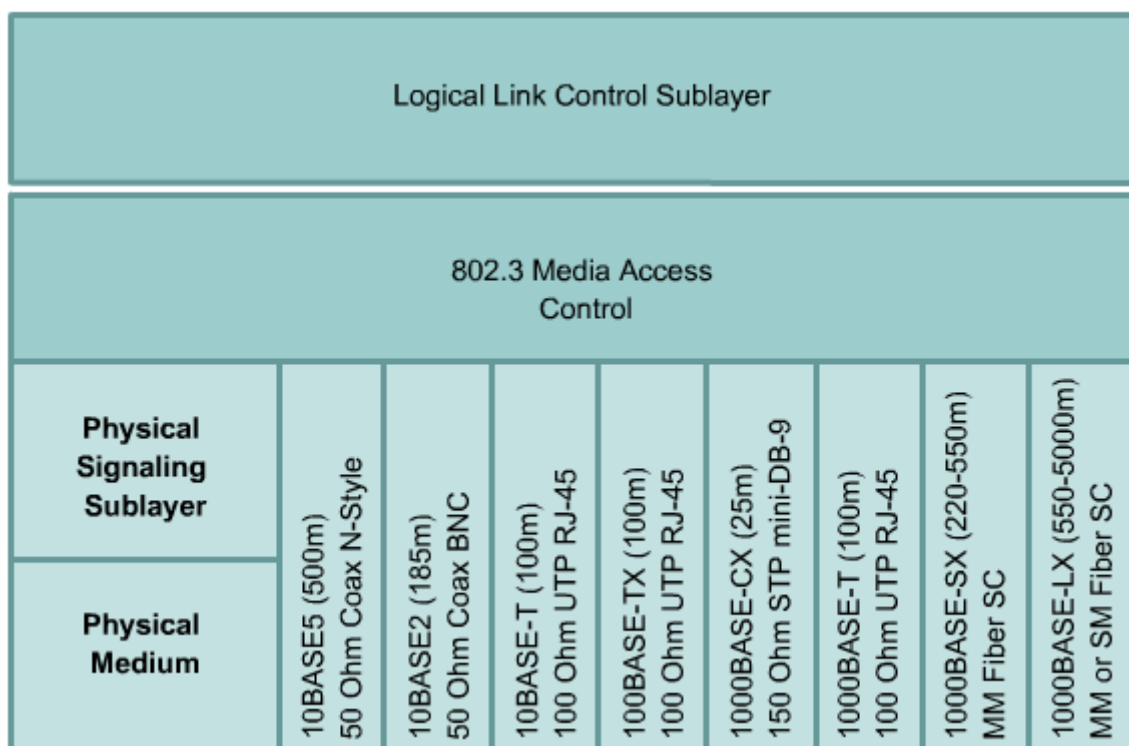 Logical Link Control Sublayer
802.3 Media Access
Control
Physical
Signaling
Sublayer
Physical
Medium
10BASE5 (500m)
50 Ohm Coax N-Style
10BASE2 (185m)
50 Ohm Coax BNC
10BASE-T (100m)
100 Ohm UTP RJ-45
100BASE-TX (100m)
100 Ohm UTP RJ-45
1000BASE-CX (25m)
150 Ohm STP mini-DB-9
1000BASE-T (100m)
100 Ohm UTP RJ-45
1000BASE-SX (220-550m)
MM Fiber SC
1000BASE-LX (550-5000m)
MM or SM Fiber SC